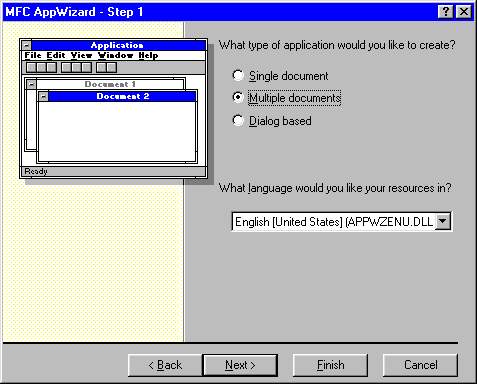 MFC AppWizard - Step 1
Application
File Edit View Window Help
Document 1
Document 2
Ready
What type of application would you like to create?
Single document
Multiple documents
Dialog based
What language would you like your resources in?
English [United States] (APPWZENU.DLL
< Back
Next >
Finish
Cancel